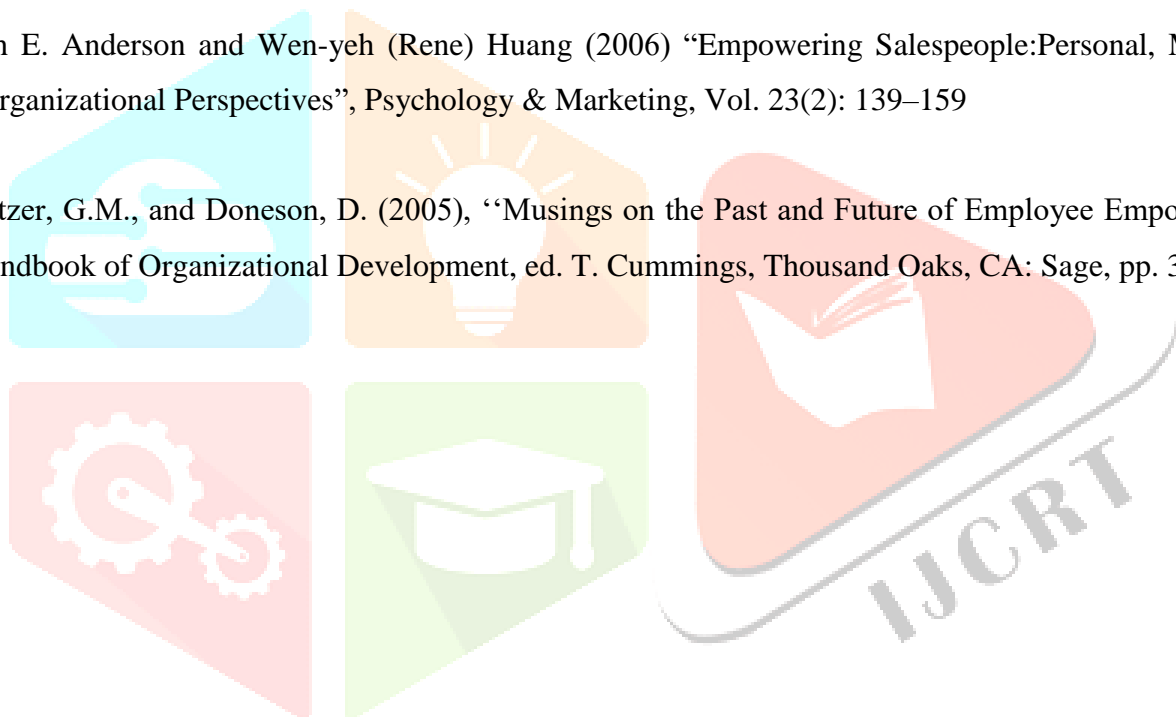 n E. Anderson and Wen-yeh (Rene) Huang (2006) “Empowering Salespeople:Personal, M
rganizational Perspectives”, Psychology & Marketing, Vol. 23(2): 139–159
tzer, G.M., and Doneson, D. (2005), ‘‘Musings on the Past and Future of Employee Empo
ndbook of Organizational Development, ed. T. Cummings, Thousand Oaks, CA: Sage, pp. 3
IJCRT